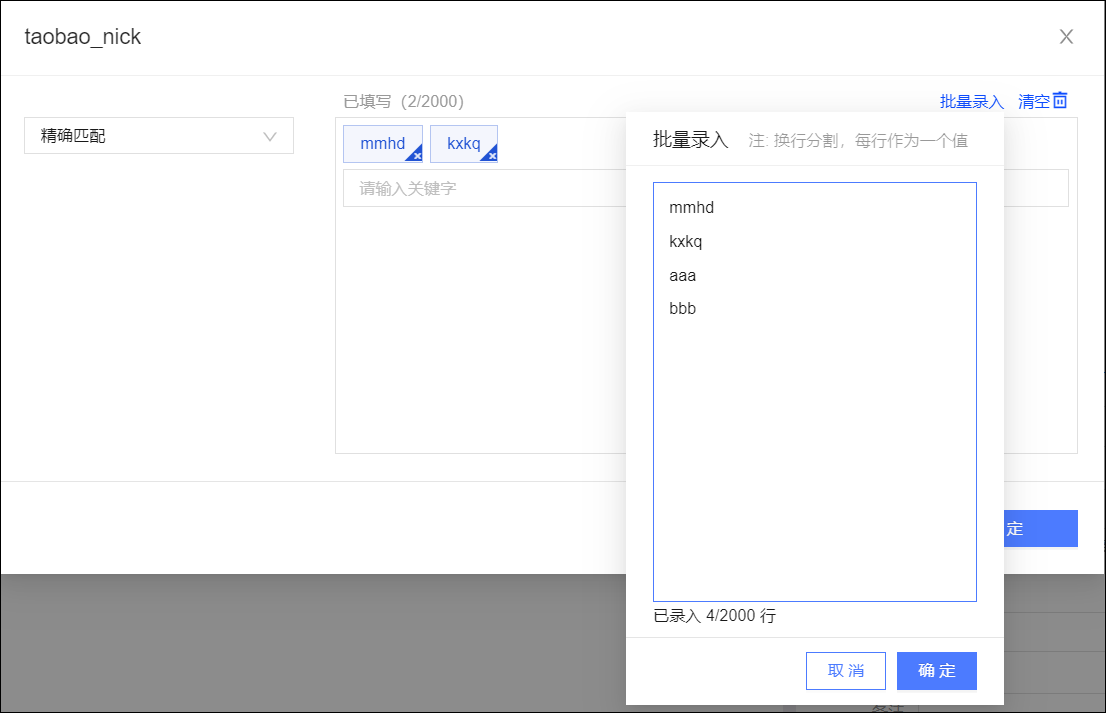 taobao_nick
已填写（2/2000）
批量录入 清空
精确匹配
mmhd kxkq
请输入关键字
批量录入 注: 换行分割，每行作为一个值
mmhd
kxkq
aaa
bbb
定
已录入 4/2000 行
取 消 确 定